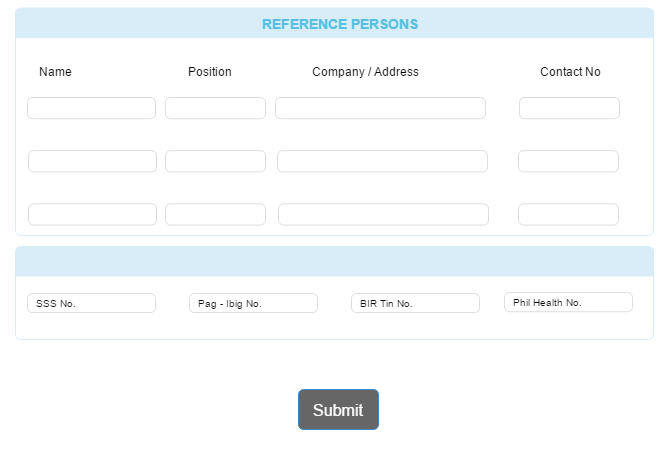 REFERENCE PERSONS
Name Position Company / Address Contact No
SSS No. Pag - Ibig No. BIR Tin No. Phil Health No.
Submit